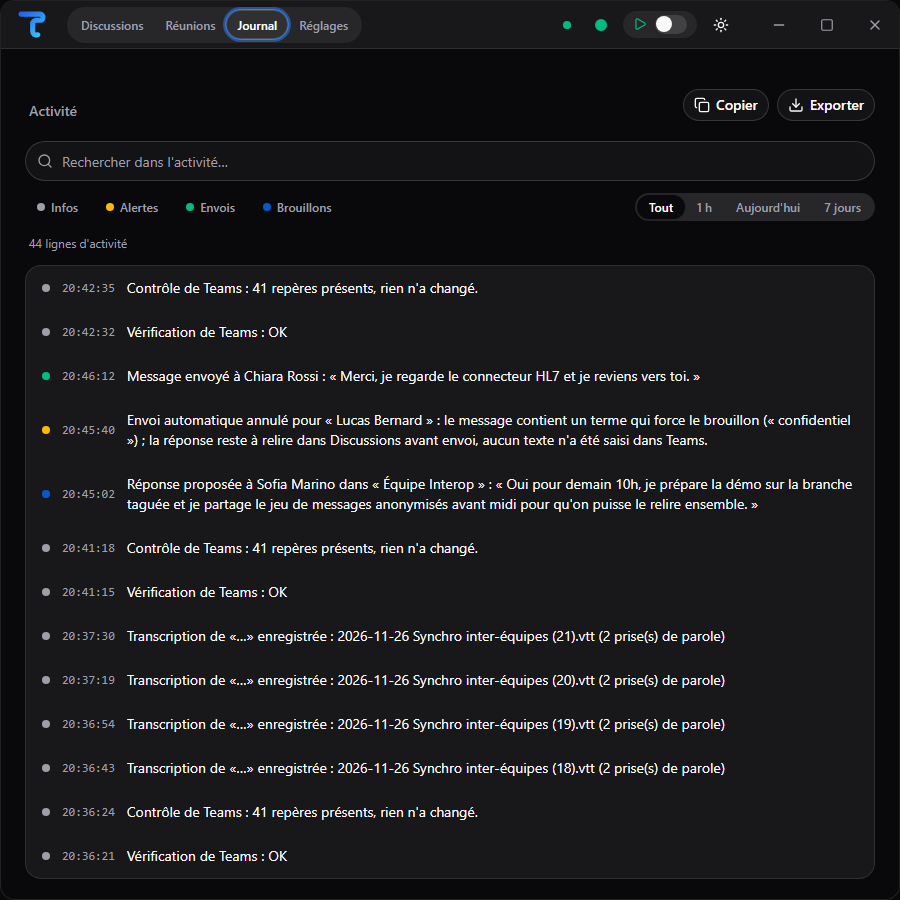 Discussions Réunions Journal Réglages
Activité
Copier Exporter
Rechercher dans l'activité...
Infos Alertes Envois Brouillons Tout 1 h Aujourd'hui 7 jours
44 lignes d'activité
20:42:35 Contrôle de Teams : 41 repères présents, rien n'a changé.
20:42:32 Vérification de Teams : OK
20:46:12 Message envoyé à Chiara Rossi : « Merci, je regarde le connecteur HL7 et je reviens vers toi. »
20:45:40 Envoi automatique annulé pour « Lucas Bernard » : le message contient un terme qui force le brouillon (« confidentiel
») ; la réponse reste à relire dans Discussions avant envoi, aucun texte n'a été saisi dans Teams.
20:45:02 Réponse proposée à Sofia Marino dans « Équipe Interop » : « Oui pour demain 10h, je prépare la démo sur la branche
taguée et je partage le jeu de messages anonymisés avant midi pour qu'on puisse le relire ensemble. »
20:41:18 Contrôle de Teams : 41 repères présents, rien n'a changé.
20:41:15 Vérification de Teams : OK
20:37:30 Transcription de «...» enregistrée : 2026-11-26 Synchro inter-équipes (21).vtt (2 prise(s) de parole)
20:37:19 Transcription de «...» enregistrée : 2026-11-26 Synchro inter-équipes (20).vtt (2 prise(s) de parole)
20:36:54 Transcription de «...» enregistrée : 2026-11-26 Synchro inter-équipes (19).vtt (2 prise(s) de parole)
20:36:43 Transcription de «...» enregistrée : 2026-11-26 Synchro inter-équipes (18).vtt (2 prise(s) de parole)
20:36:24 Contrôle de Teams : 41 repères présents, rien n'a changé.
20:36:21 Vérification de Teams : OK